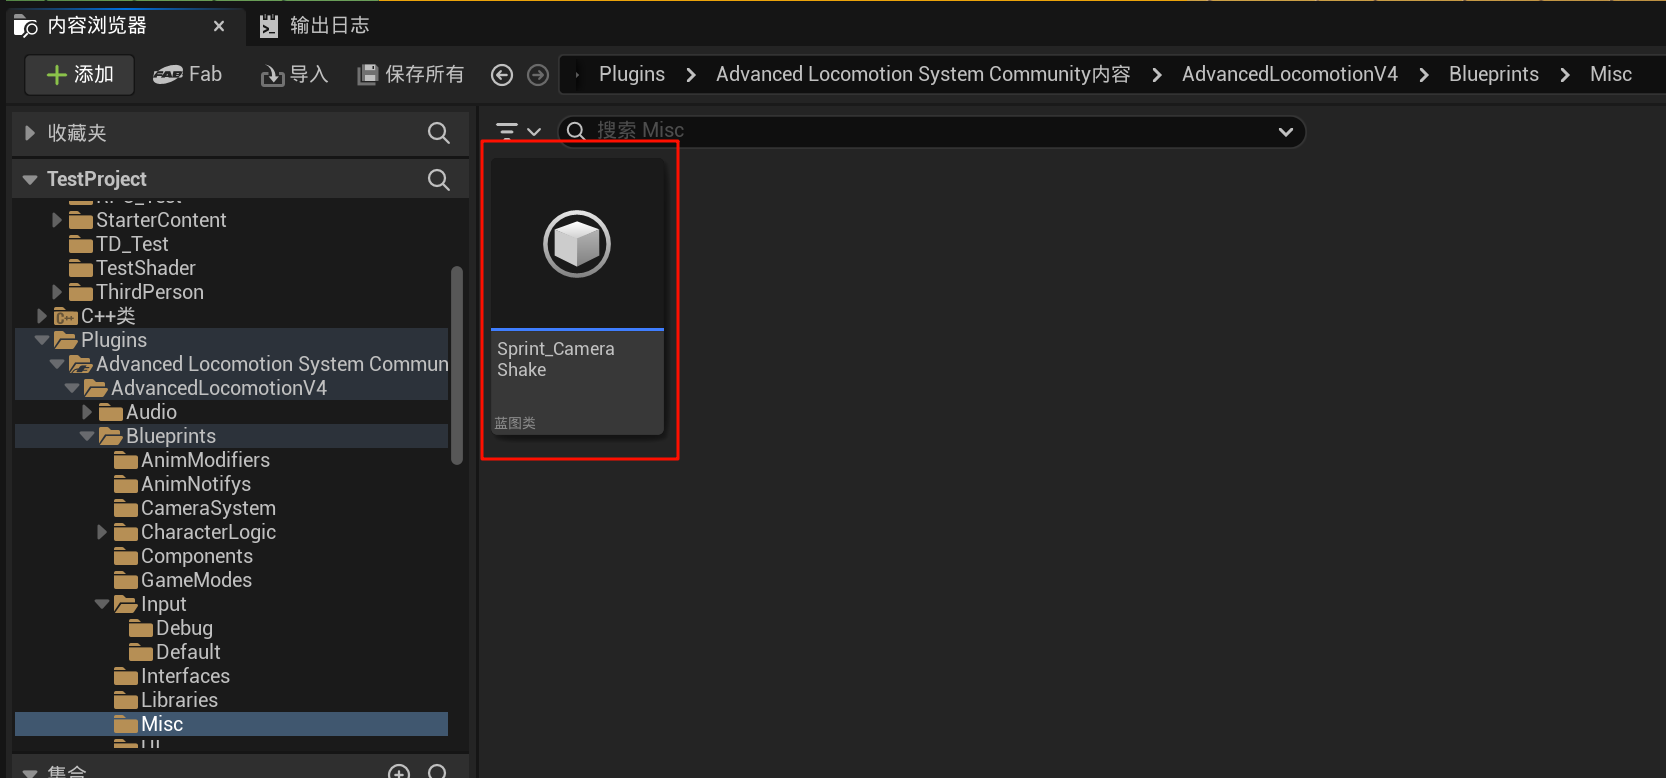 内容浏览器
输出日志
添加
Fab
导入
保存所有
Plugins
Advanced Locomotion System Community内容
AdvancedLocomotionV4
Blueprints
Misc
收藏夹
搜索 Misc
TestProject
StarterContent
TD_Test
TestShader
ThirdPerson
C++类
Plugins
Advanced Locomotion System Commun
AdvancedLocomotionV4
Audio
Blueprints
AnimModifiers
AnimNotifys
CameraSystem
CharacterLogic
Components
GameModes
Input
Debug
Default
Interfaces
Libraries
Misc
集合
Sprint_Camera
Shake
蓝图类